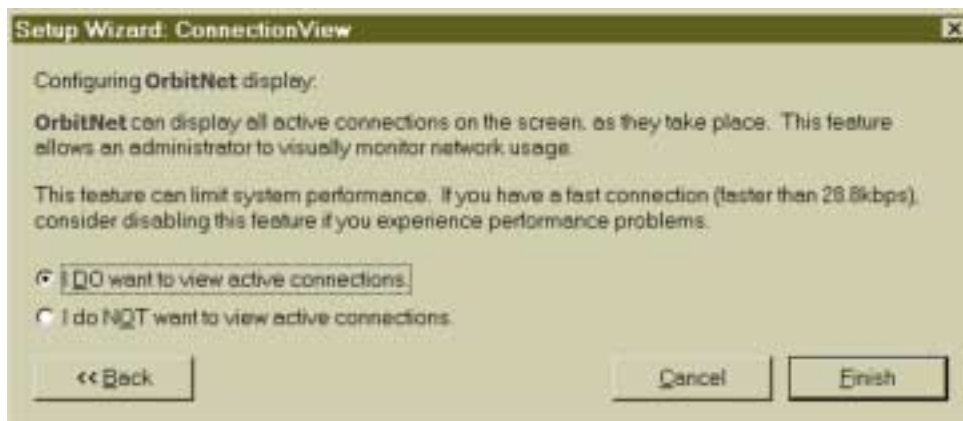 Setup Wizard: ConnectionView
Configuring OrbitNet display:
OrbitNet can display all active connections on the screen, as they take place. This feature
allows an administrator to visually monitor network usage.
This feature can limit system performance. If you have a fast connection (faster than 28.8kbps),
consider disabling this feature if you experience performance problems.
I DO want to view active connections.
I do NOT want to view active connections.
<< Back
Cancel
Finish